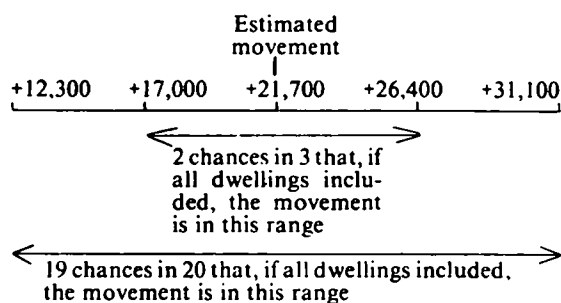 Estimated
movement
+12,300 +17,000 +21,700 +26,400 +31,100
2 chances in 3 that, if
all dwellings inclu-
ded, the movement
is in this range
19 chances in 20 that, if all dwellings included,
the movement is in this range